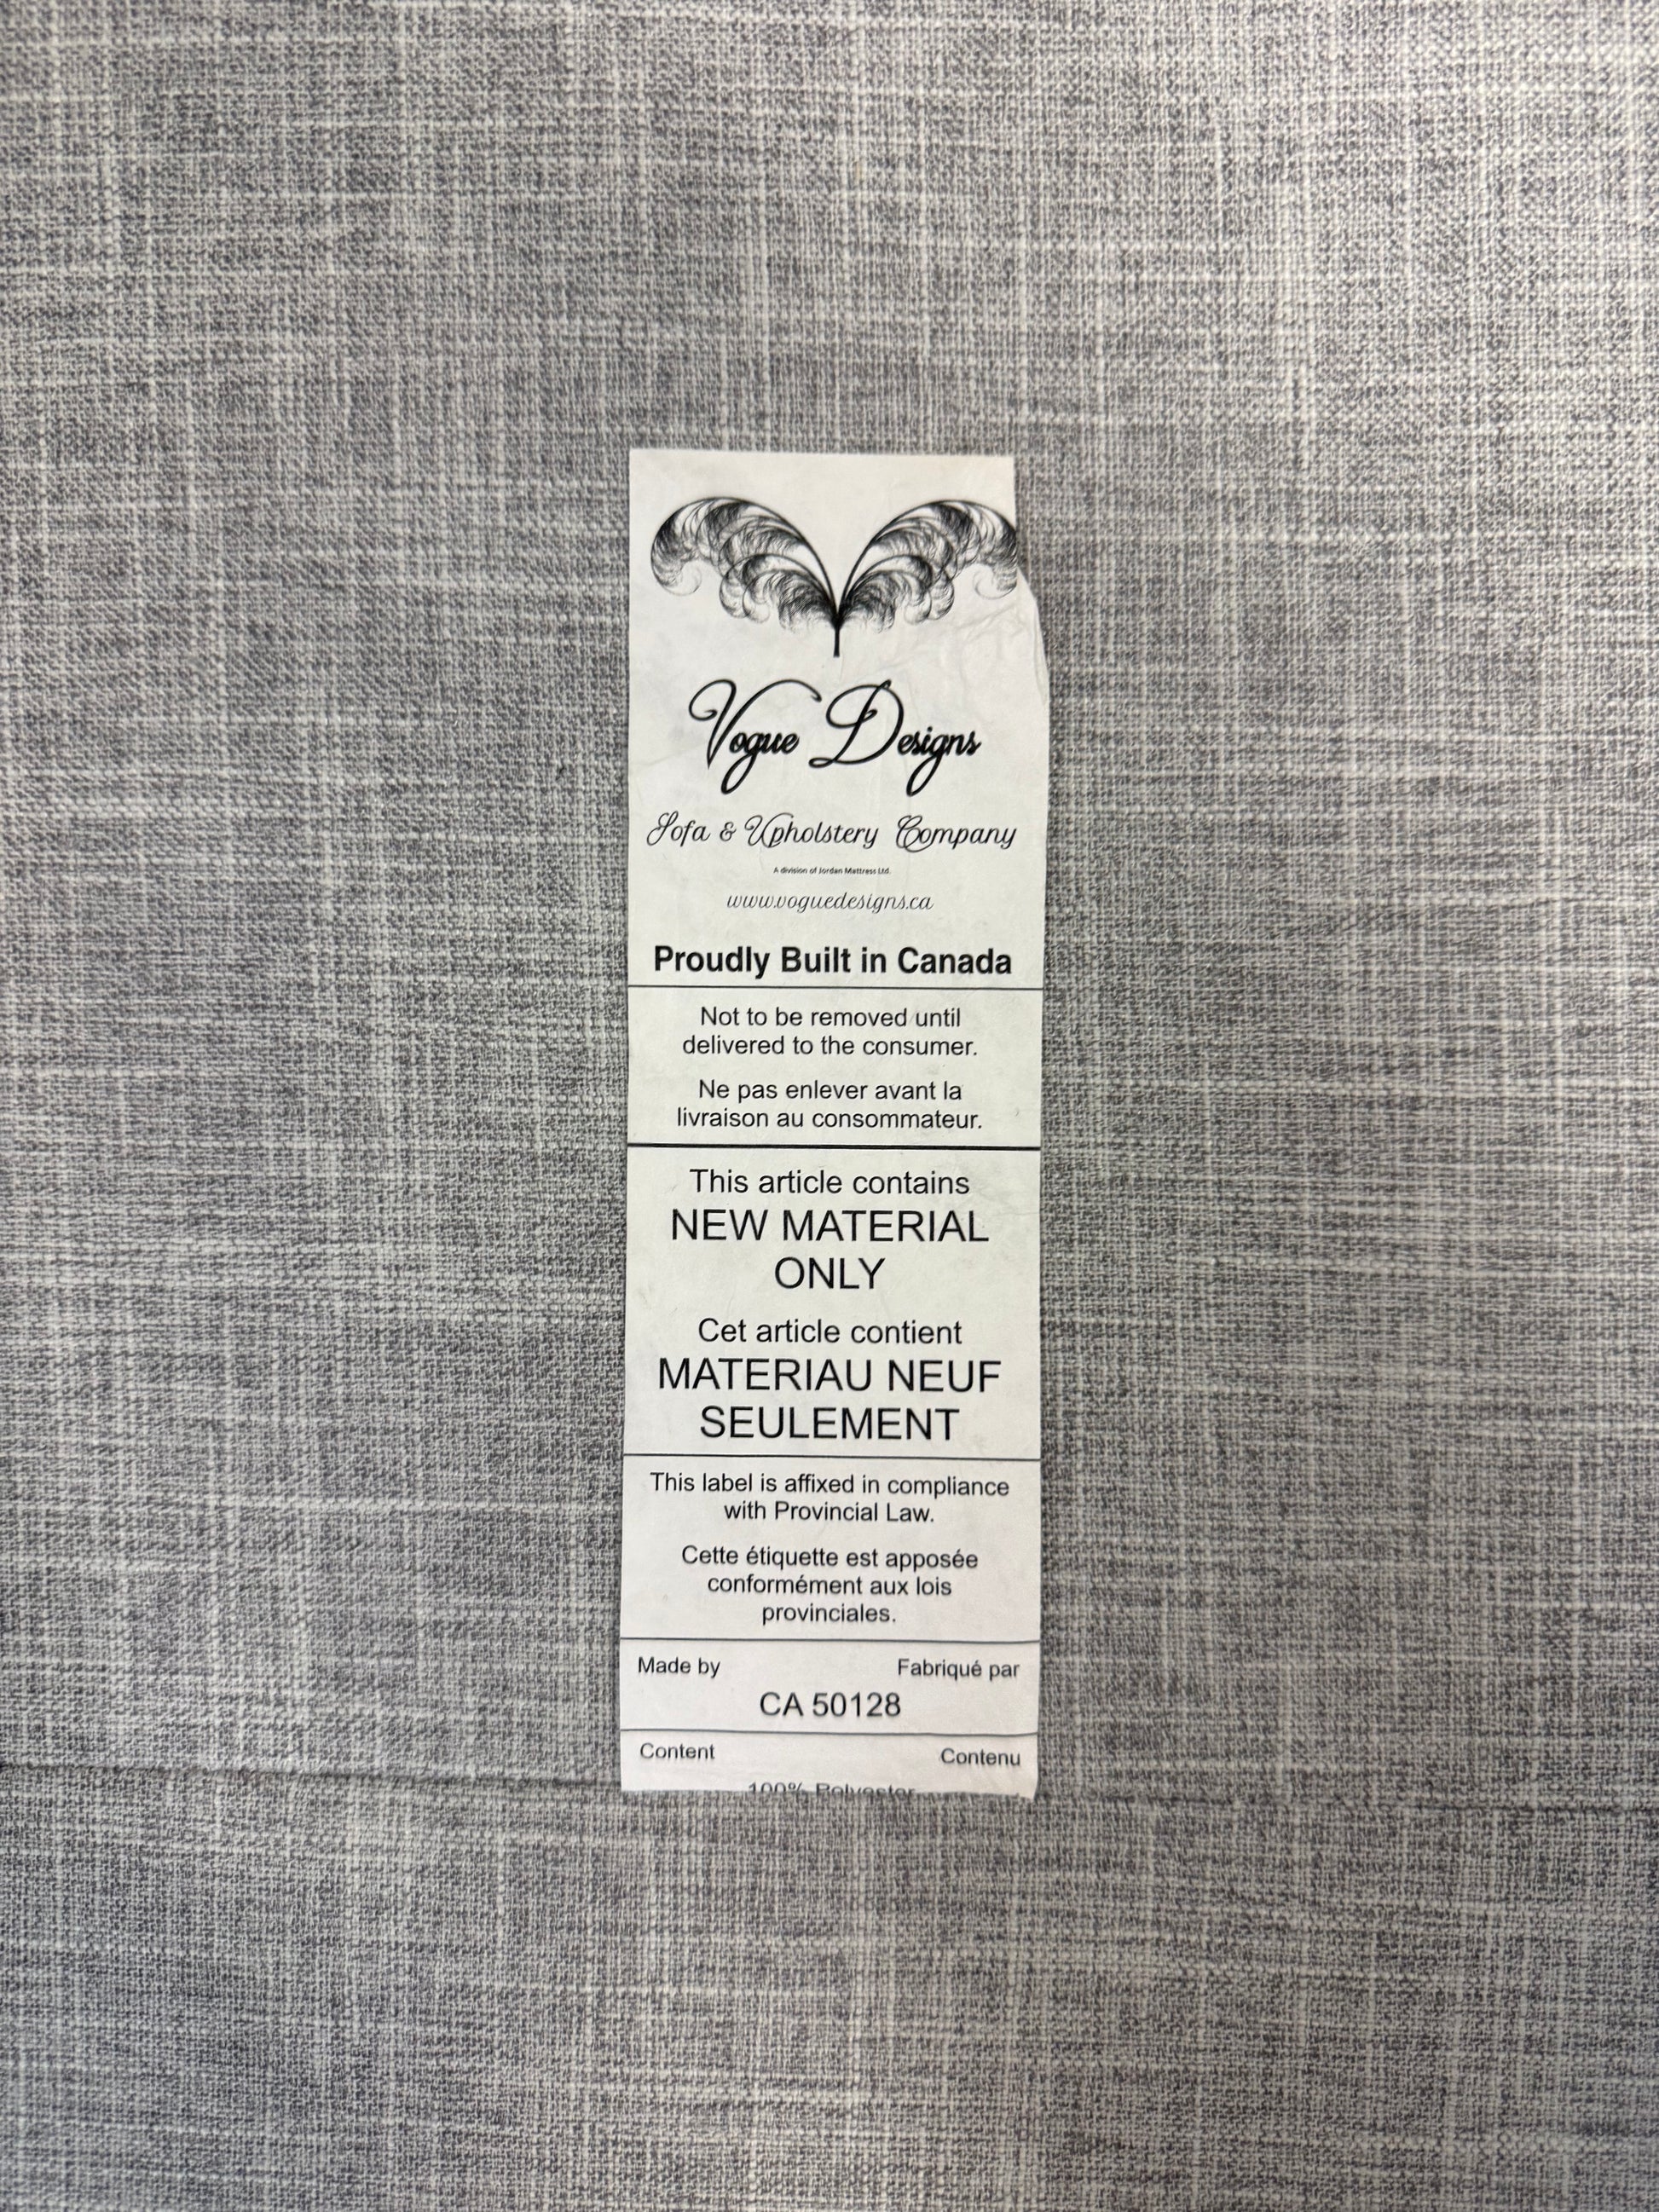 Vogue Designs
Sofa & Upholstery Company
A division of Jordan Mattress Ltd.
www.voguedesigns.ca
Proudly Built in Canada
Not to be removed until
delivered to the consumer.
Ne pas enlever avant la
livraison au consommateur.
This article contains
NEW MATERIAL
ONLY
Cet article contient
MATERIAU NEUF
SEULEMENT
This label is affixed in compliance
with Provincial Law.
Cette étiquette est apposée
conformément aux lois
provinciales.
Made by Fabriqué par
CA 50128
Content Contenu
100% Polyester